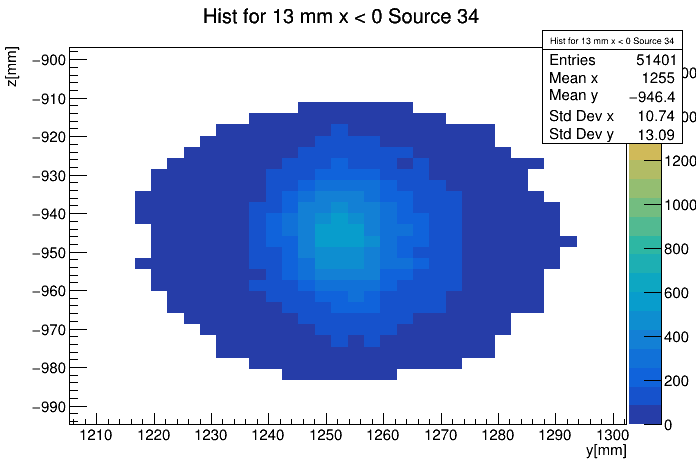 Hist for 13 mm x < 0 Source 34
Hist for 13 mm x < 0 Source 34
Entries 51401
Mean x 1255
Mean y −946.4
Std Dev x 10.74
Std Dev y 13.09
z[mm]
−900
−910
−920
−930
−940
−950
−960
−970
−980
−990
1210 1220 1230 1240 1250 1260 1270 1280 1290 1300
y[mm]
1200
1000
800
600
400
200
0